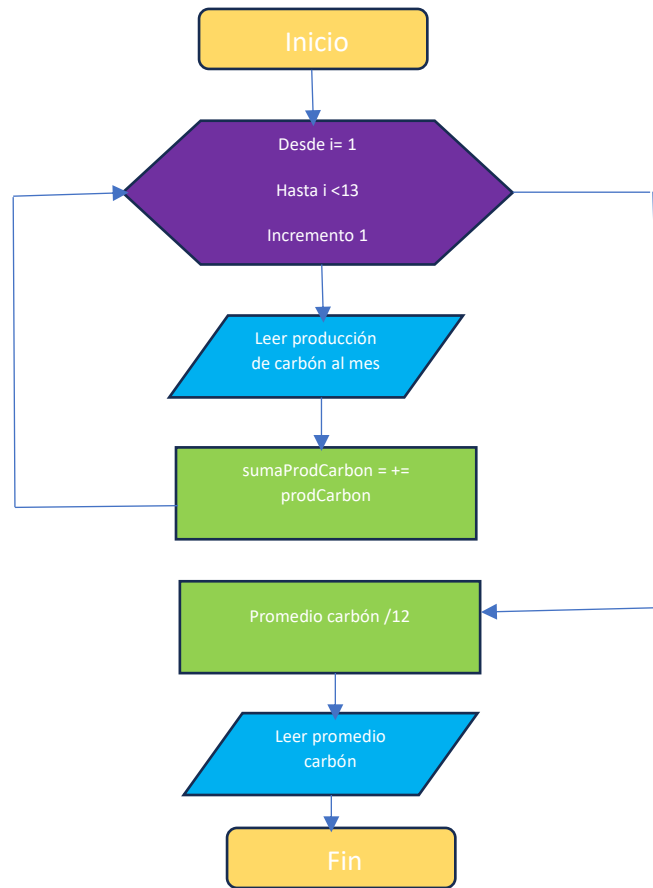 Inicio
Desde i= 1
Hasta i <13
Incremento 1
Leer producción
de carbón al mes
sumaProdCarbon = +=
prodCarbon
Promedio carbón /12
Leer promedio
carbón
Fin